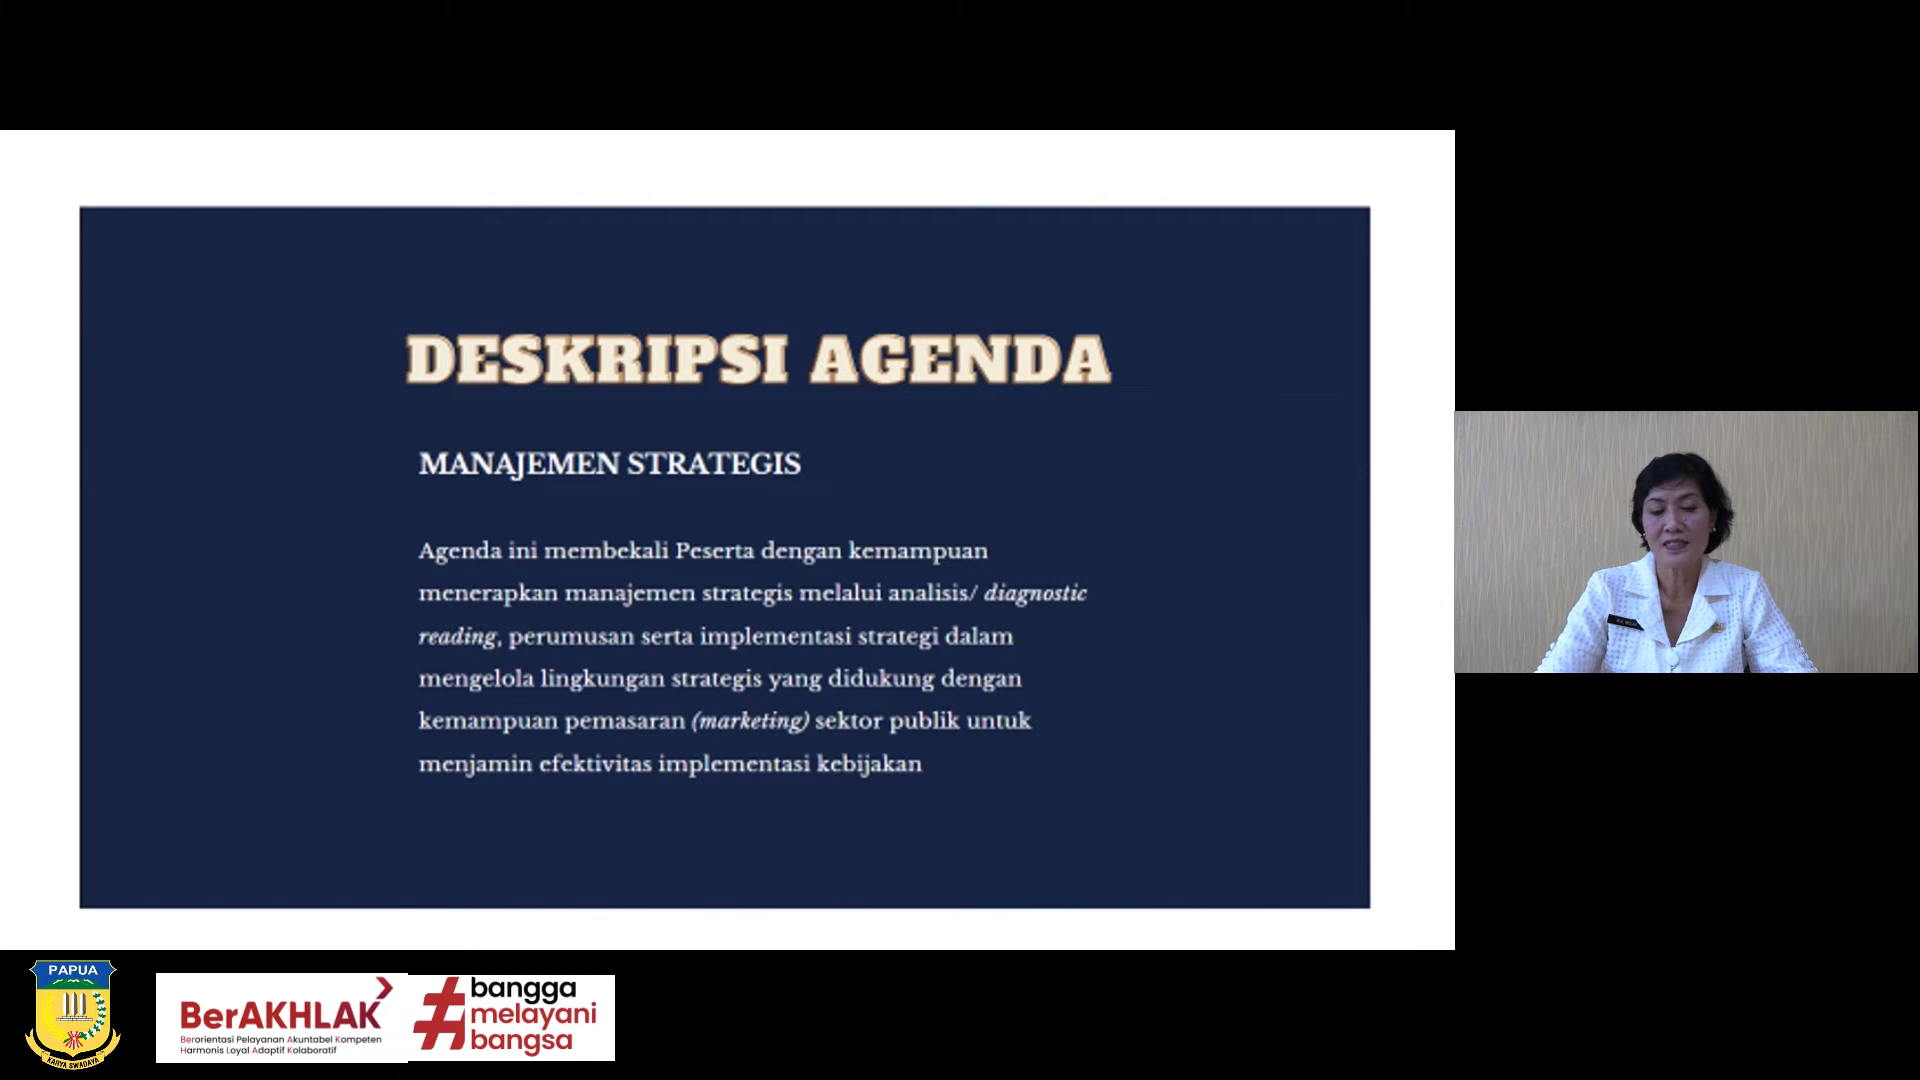 DESKRIPSI AGENDA
MANAJEMEN STRATEGIS
Agenda ini membekali Peserta dengan kemampuan
menerapkan manajemen strategis melalui analisis/ diagnostic
reading, perumusan serta implementasi strategi dalam
mengelola lingkungan strategis yang didukung dengan
kemampuan pemasaran (marketing) sektor publik untuk
menjamin efektivitas implementasi kebijakan
PAPUA
KARYA SWADAYA
BerAKHLAK
Berorientasi Pelayanan Akuntabel Kompeten
Harmonis Loyal Adaptif Kolaboratif
#bangga
melayani
bangsa